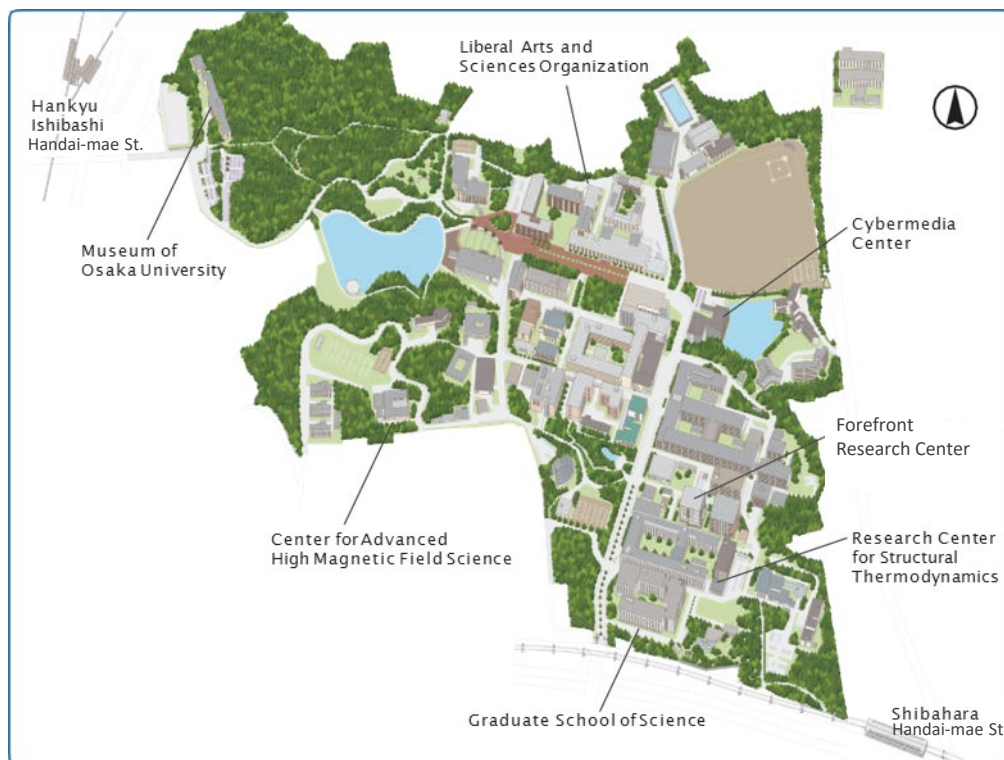 Liberal Arts and
Sciences Organization
Hankyu
Ishibashi
Handai-mae St.
Museum of
Osaka University
Cybermedia
Center
Forefront
Research Center
Center for Advanced
High Magnetic Field Science
Research Center
for Structural
Thermodynamics
Graduate School of Science
Shibahara
Handai-mae St